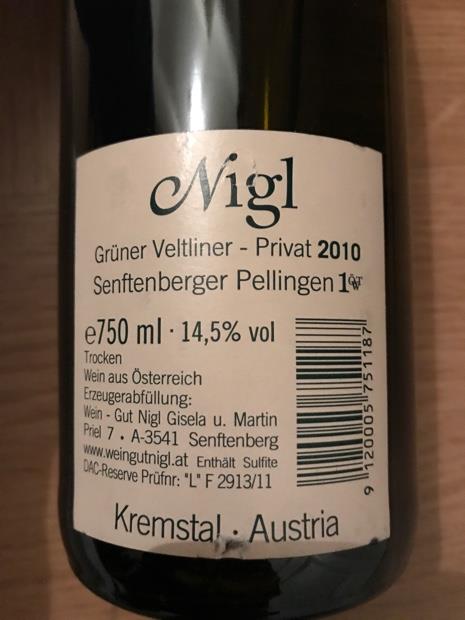 Nigl
Grüner Veltliner - Privat 2010
Senftenberger Pellingen 1 ÖTW
e750 ml · 14,5% vol
Trocken
Wein aus Österreich
Erzeugerabfüllung:
Wein - Gut Nigl Gisela u. Martin
Priel 7 · A-3541 Senftenberg
www.weingutnigl.at Enthält Sulfite
DAC-Reserve Prüfnr: "L" F 2913/11
9 120005 751187
Kremstal · Austria